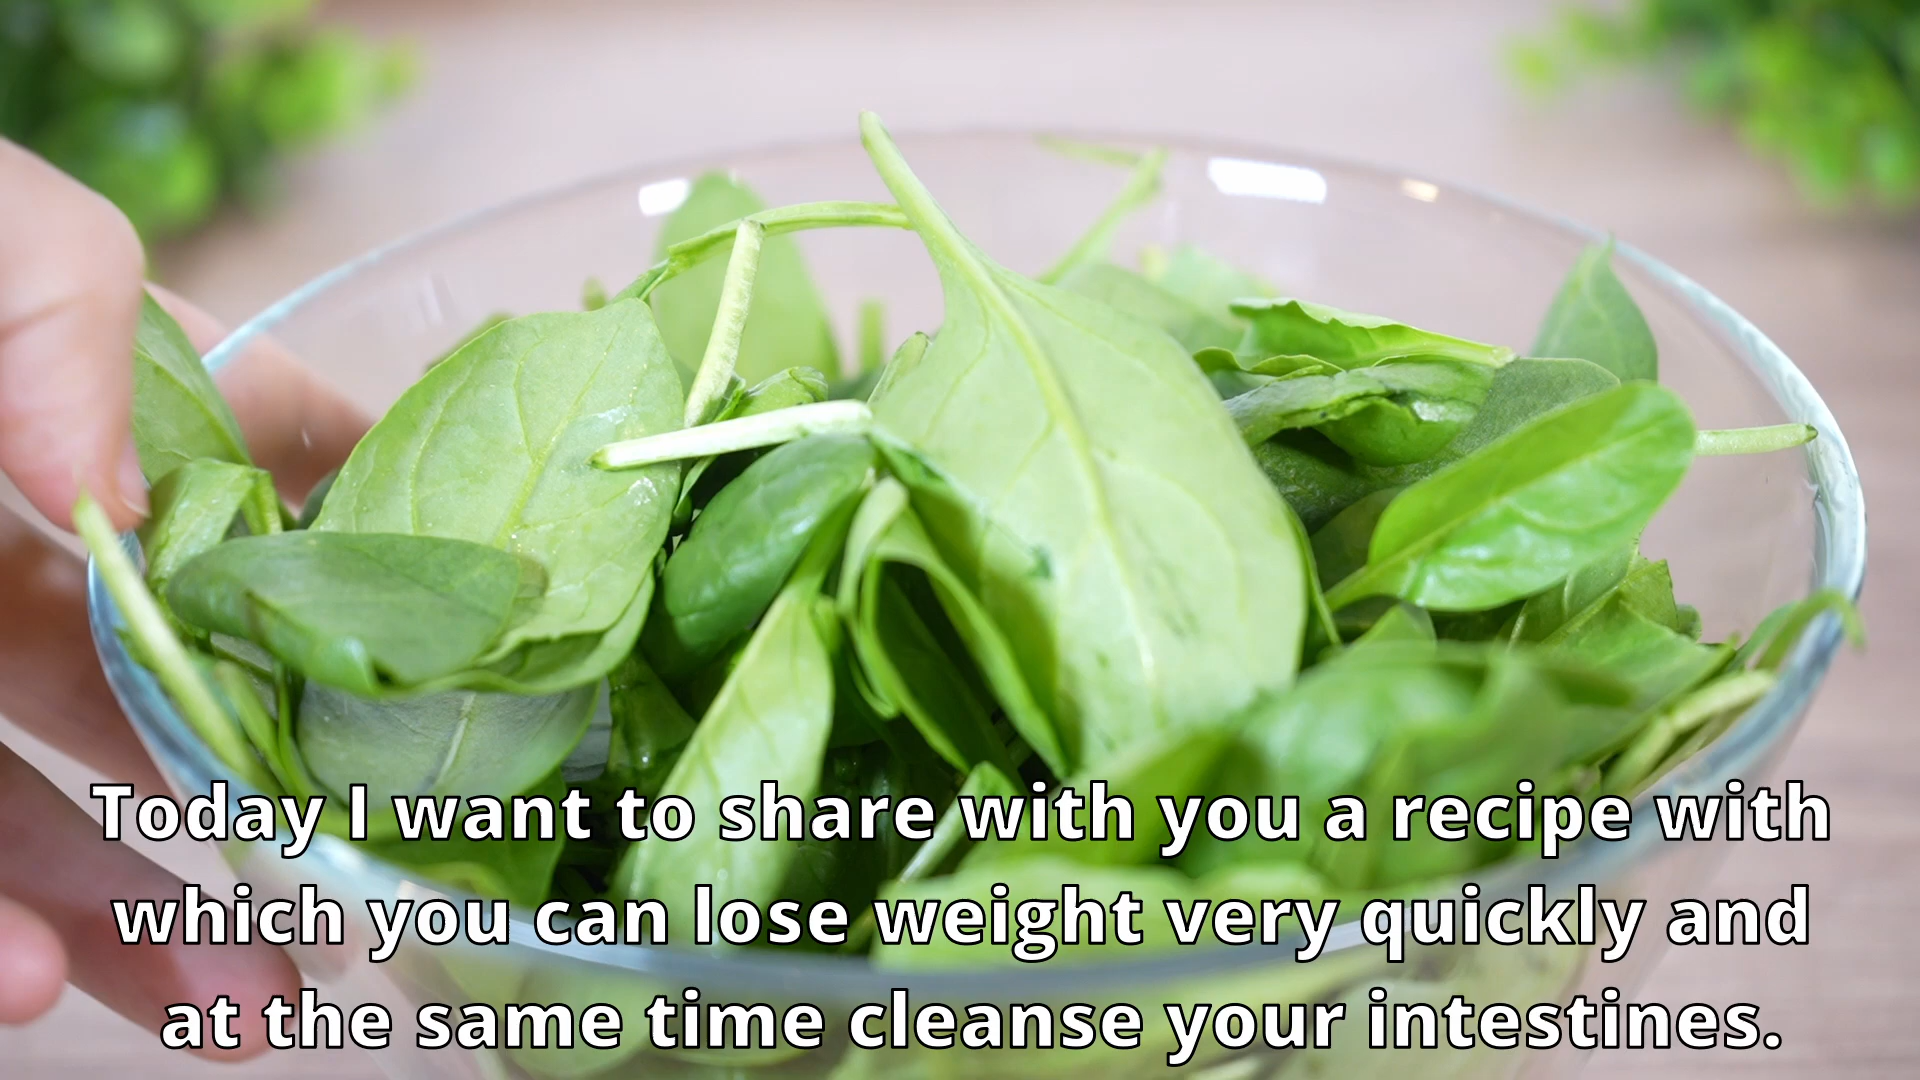 Today I want to share with you a recipe with
which you can lose weight very quickly and
at the same time cleanse your intestines.